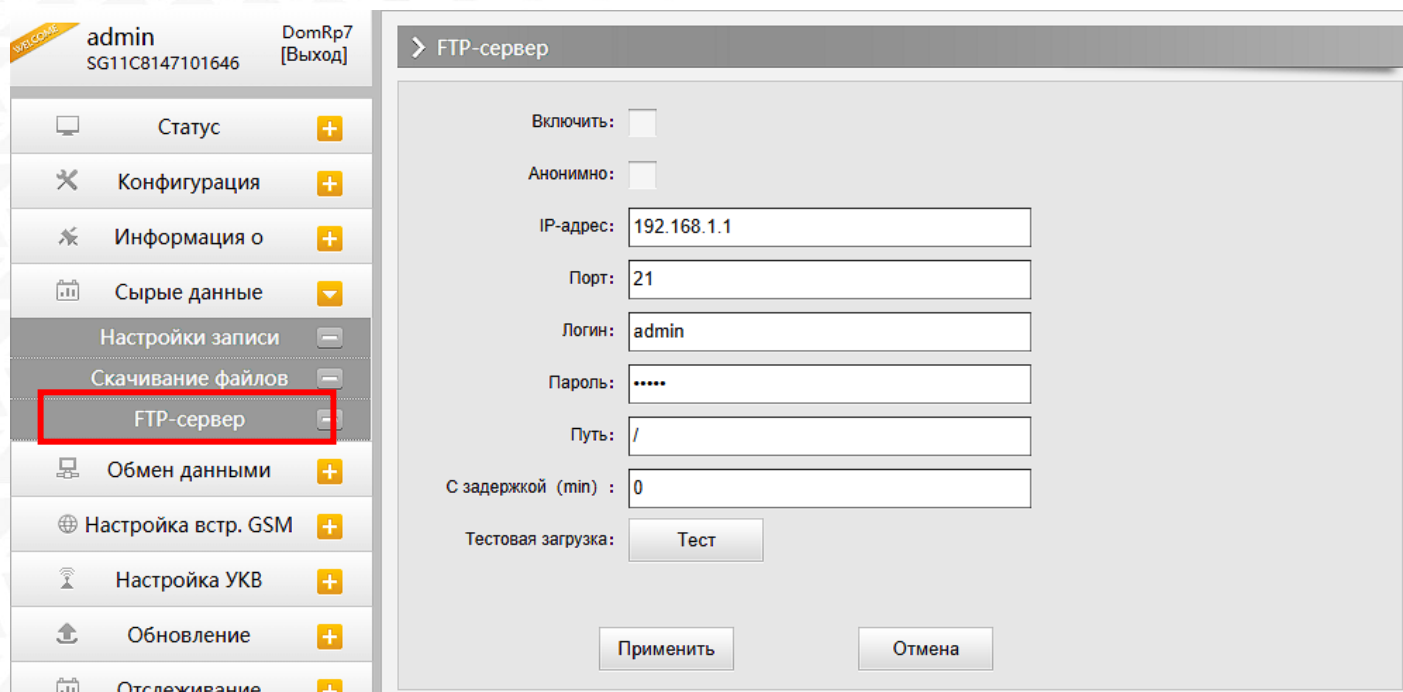 WELCOME
admin
DomRp7
SG11C8147101646
[Выход]
Статус
Конфигурация
Информация о
Сырые данные
Настройки записи
Скачивание файлов
FTP-сервер
Обмен данными
Настройка встр. GSM
Настройка УКВ
Обновление
Отслеживание
FTP-сервер
Включить:
Анонимно:
IP-адрес: 192.168.1.1
Порт: 21
Логин: admin
Пароль: •••••
Путь: /
С задержкой (min) : 0
Тестовая загрузка: Тест
Применить Отмена